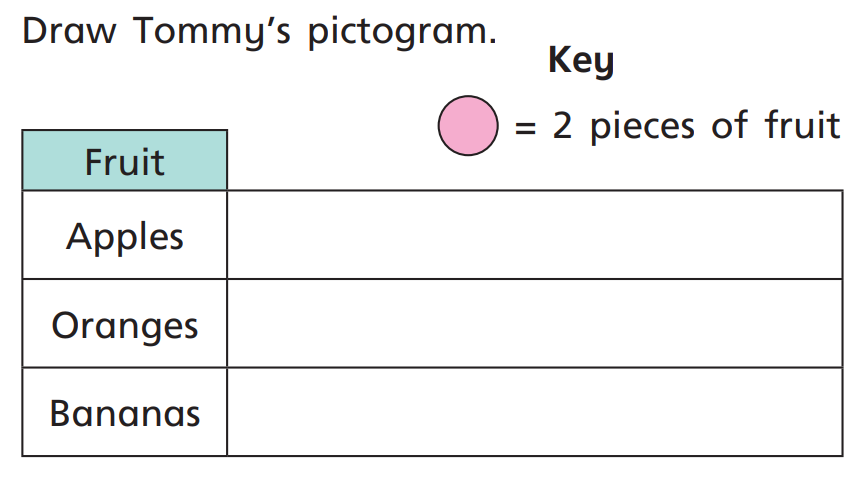 Draw Tommy's pictogram.
Key
= 2 pieces of fruit
Fruit
Apples
Oranges
Bananas